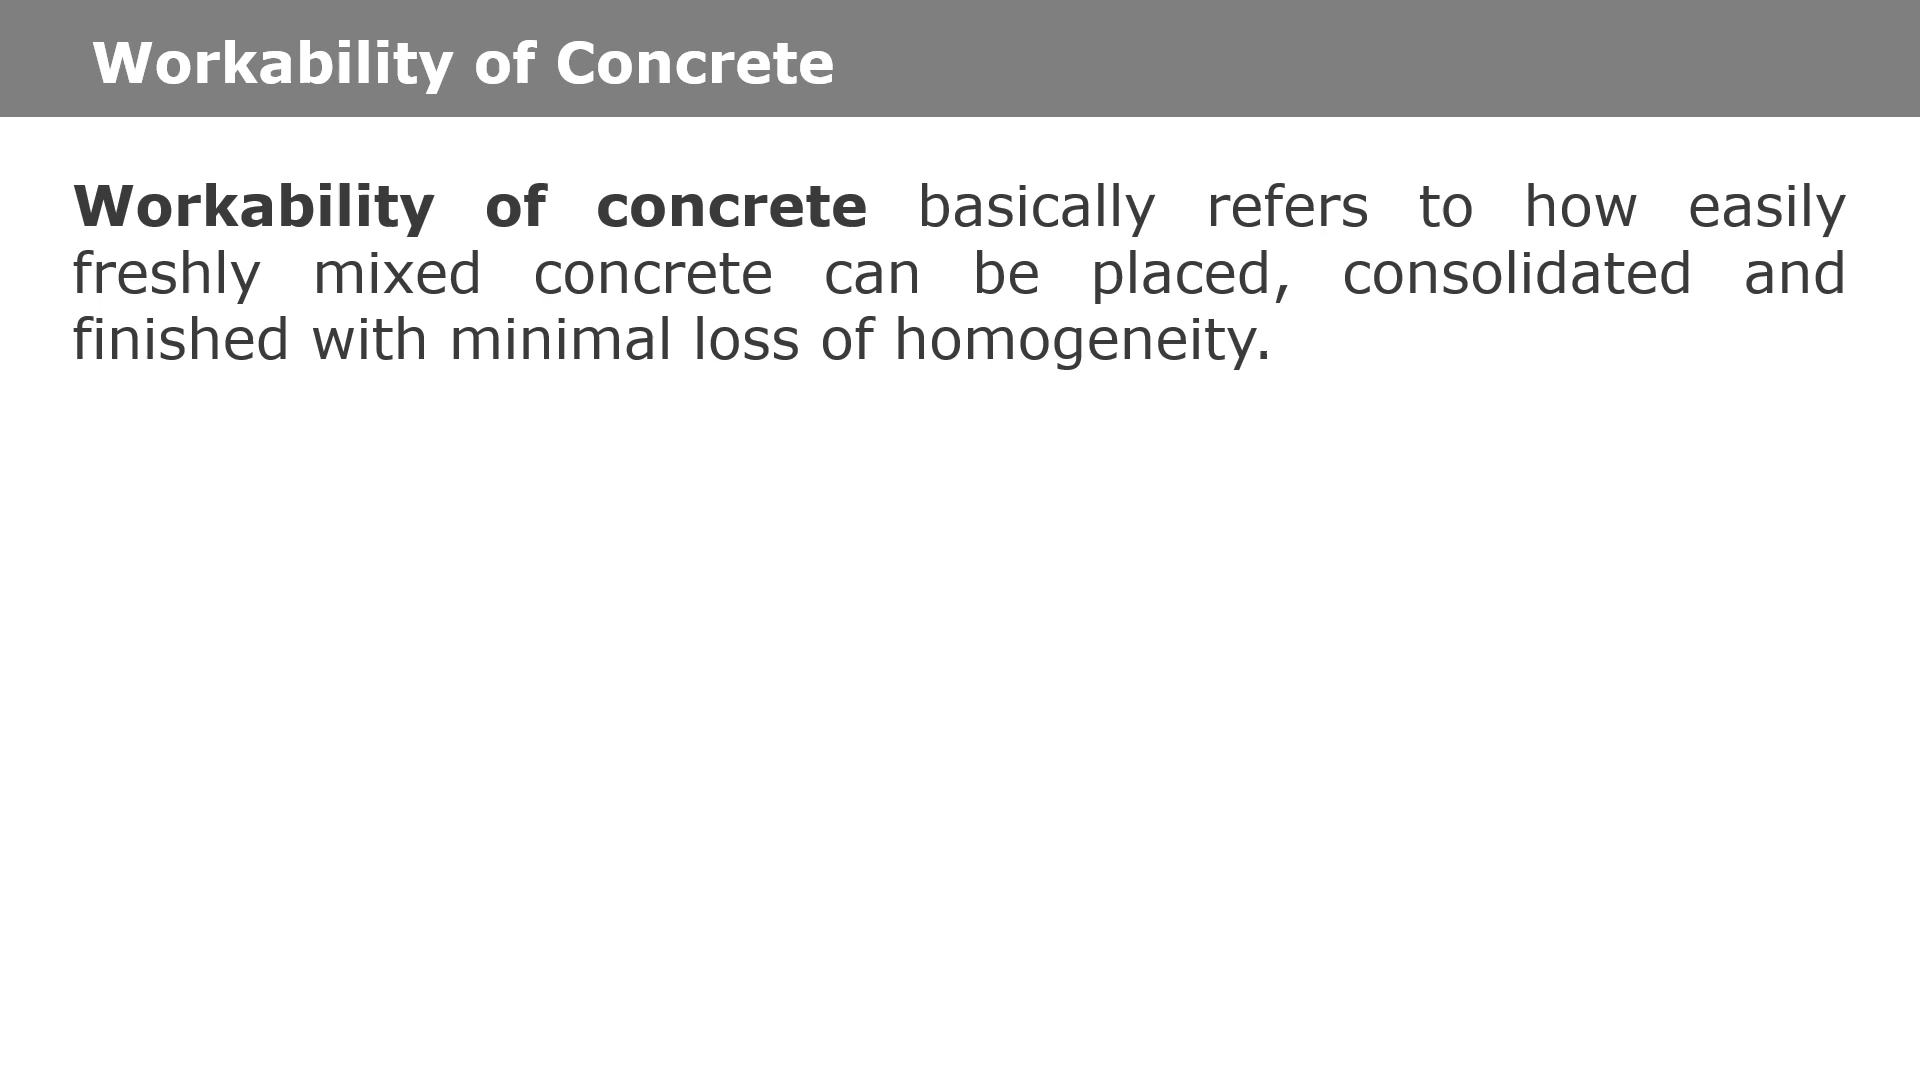 Workability of Concrete
Workability of concrete basically refers to how easily
freshly mixed concrete can be placed, consolidated and
finished with minimal loss of homogeneity.